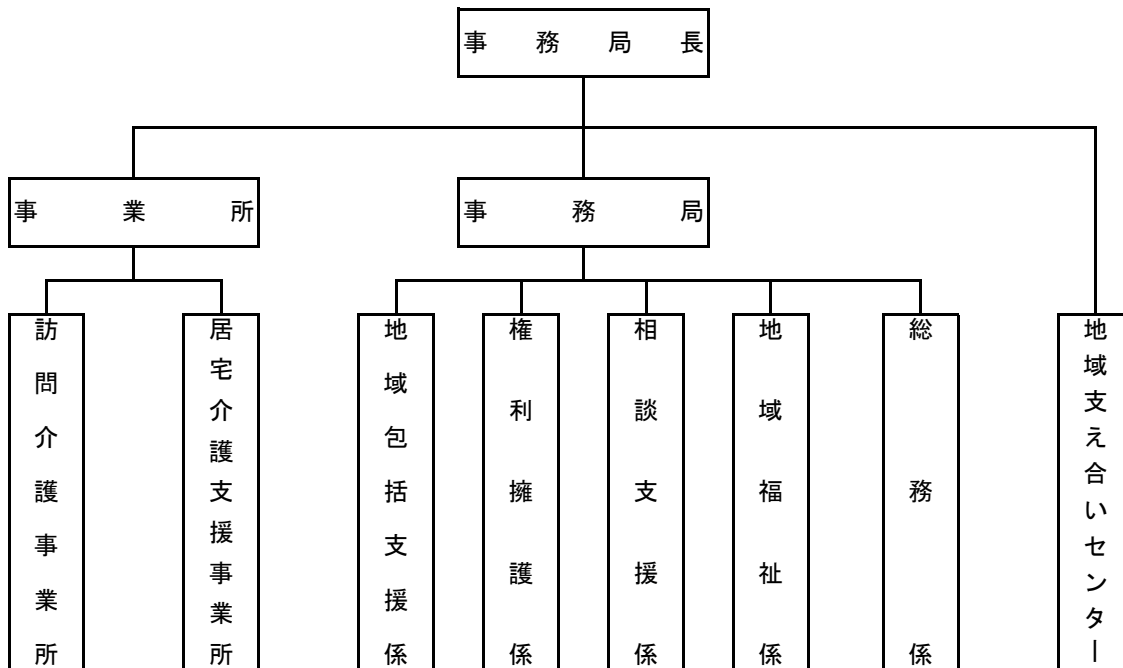 事務局長
事業所
事務局
訪問介護事業所
居宅介護支援事業所
地域包括支援係
権利擁護係
相談支援係
地域福祉係
総務係
地域支え合いセンター